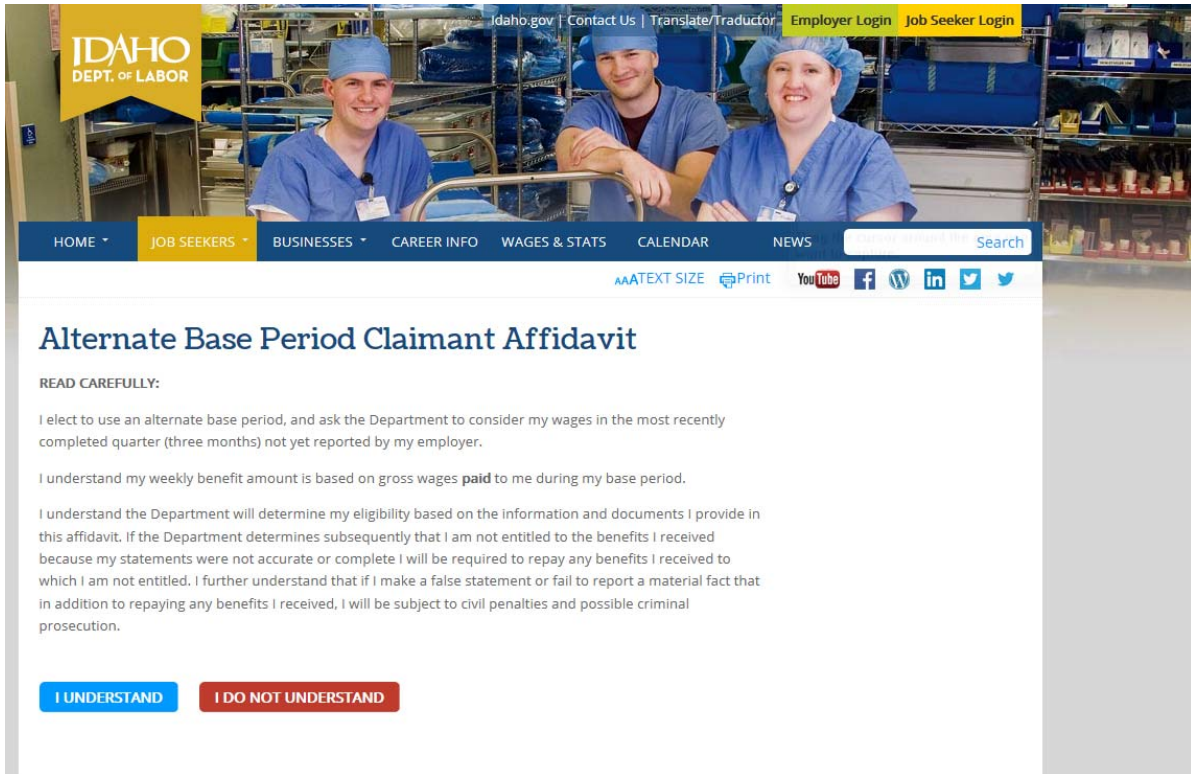 Idaho.gov | Contact Us | Translate/Traductor Employer Login Job Seeker Login
IDAHO
DEPT. OF LABOR
HOME JOB SEEKERS BUSINESSES CAREER INFO WAGES & STATS CALENDAR NEWS Search
AAATEXT SIZE Print YouTube f W in
Alternate Base Period Claimant Affidavit
READ CAREFULLY:
I elect to use an alternate base period, and ask the Department to consider my wages in the most recently
completed quarter (three months) not yet reported by my employer.
I understand my weekly benefit amount is based on gross wages paid to me during my base period.
I understand the Department will determine my eligibility based on the information and documents I provide in
this affidavit. If the Department determines subsequently that I am not entitled to the benefits I received
because my statements were not accurate or complete I will be required to repay any benefits I received to
which I am not entitled. I further understand that if I make a false statement or fail to report a material fact that
in addition to repaying any benefits I received, I will be subject to civil penalties and possible criminal
prosecution.
I UNDERSTAND I DO NOT UNDERSTAND